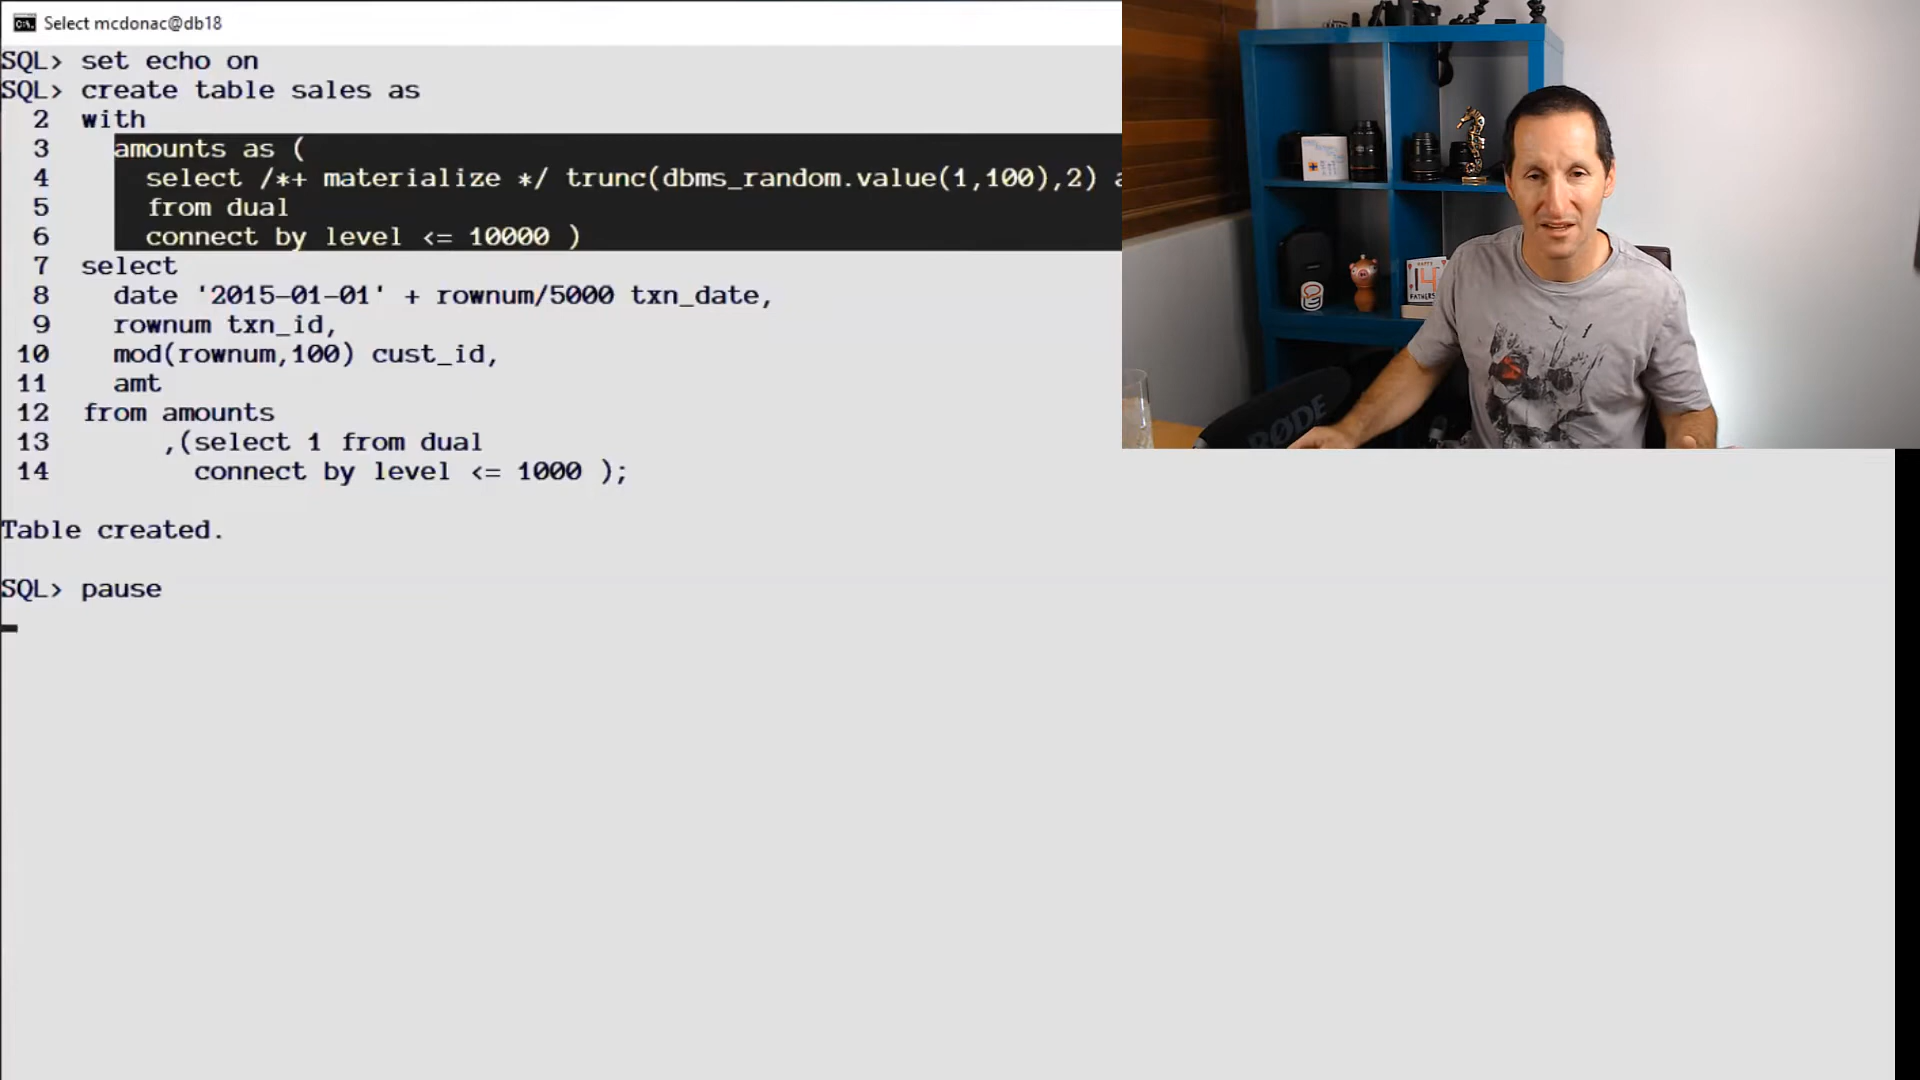 Select mcdonac@db18
SQL> set echo on
SQL> create table sales as
2 with
3 amounts as (
4 select /*+ materialize */ trunc(dbms_random.value(1,100),2) a
5 from dual
6 connect by level <= 10000 )
7 select
8 date '2015-01-01' + rownum/5000 txn_date,
9 rownum txn_id,
10 mod(rownum,100) cust_id,
11 amt
12 from amounts
13 ,(select 1 from dual
14 connect by level <= 1000 );
Table created.
SQL> pause
14
FATHERS
RØDE